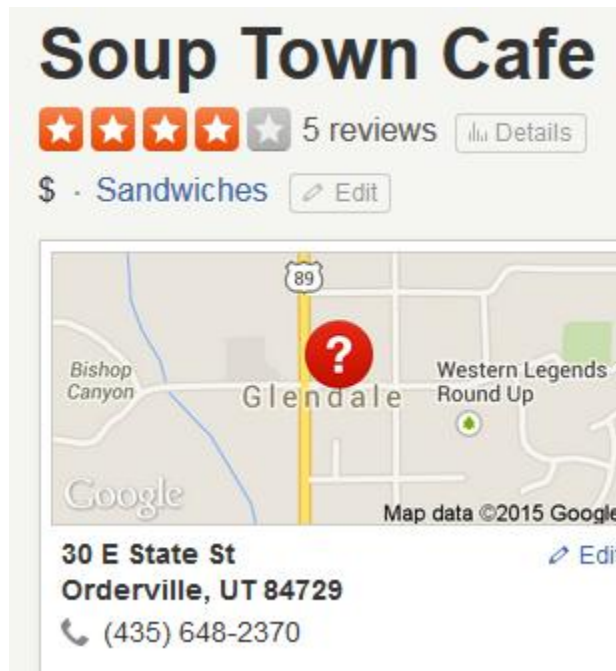 Soup Town Cafe
5 reviews Details
$ · Sandwiches Edit
89
?
Bishop
Canyon
Glendale
Western Legends
Round Up
Google
Map data ©2015 Google
30 E State St Edi
Orderville, UT 84729
(435) 648-2370